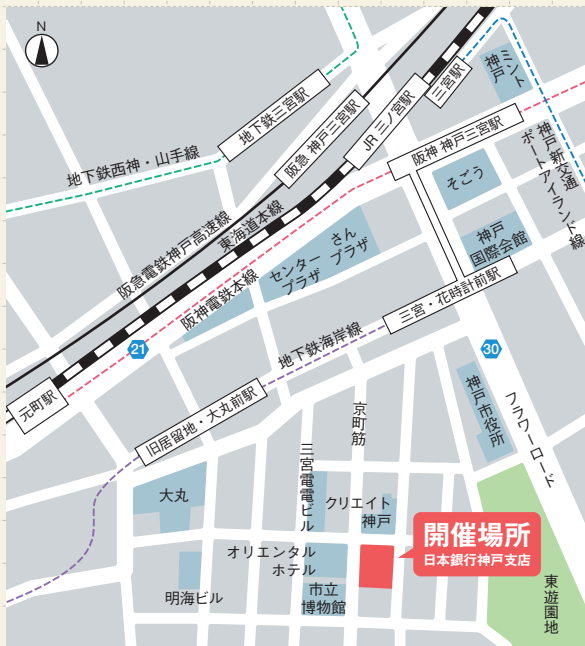 N
ミント
神戸
三宮駅
地下鉄三宮駅
JR 三ノ宮駅
阪急 神戸三宮駅
阪神 神戸三宮駅
地下鉄西神・山手線
神戸新交通
ポートアイランド線
そごう
阪急電鉄神戸高速線
東海道本線
さん
プラザ
センター
プラザ
神戸
国際会館
阪神電鉄本線
三宮・花時計前駅
地下鉄海岸線
21
30
元町駅
旧居留地・大丸前駅
京町筋
神戸市役所
フラワーロード
三宮電電ビル
大丸
クリエイト
神戸
開催場所
日本銀行神戸支店
オリエンタル
ホテル
市立
博物館
明海ビル
東遊園地